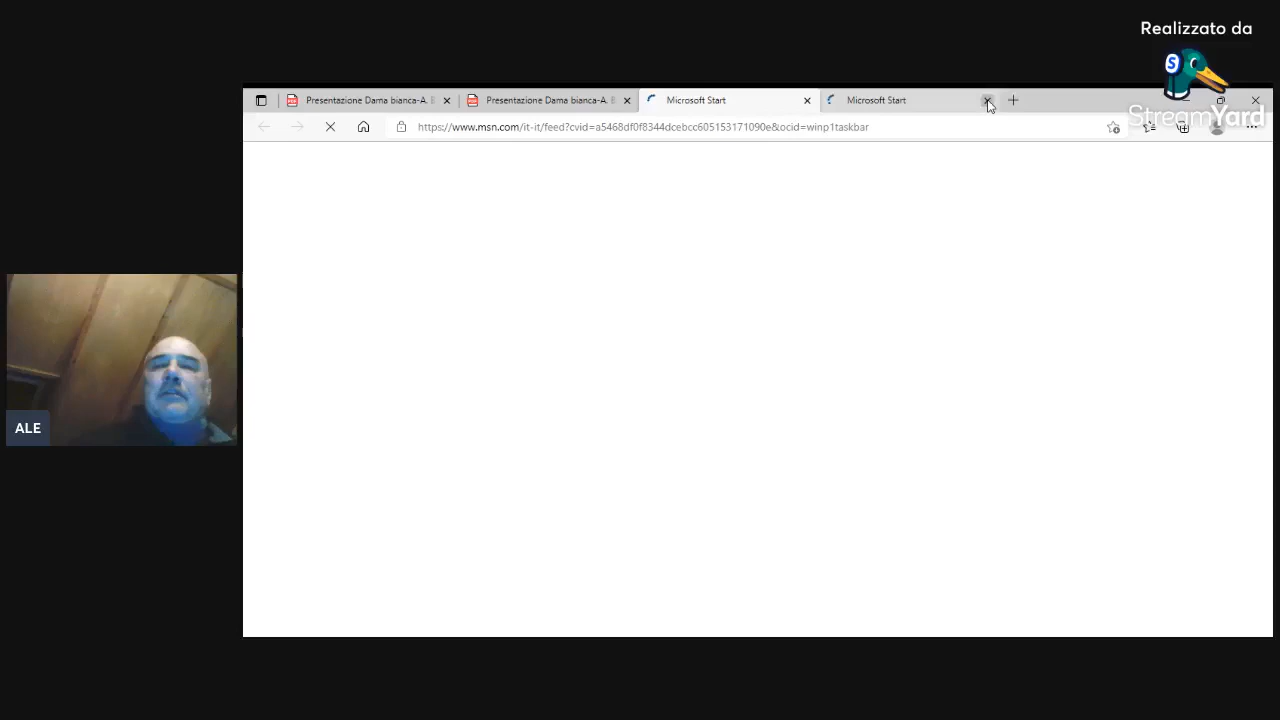 Realizzato da
StreamYard
Presentazione Dama bianca-A.
Presentazione Dama bianca-A.
Microsoft Start
Microsoft Start
https://www.msn.com/it-it/feed?cvid=a5468df0f8344dcebcc605153171090e&ocid=winp1taskbar
ALE